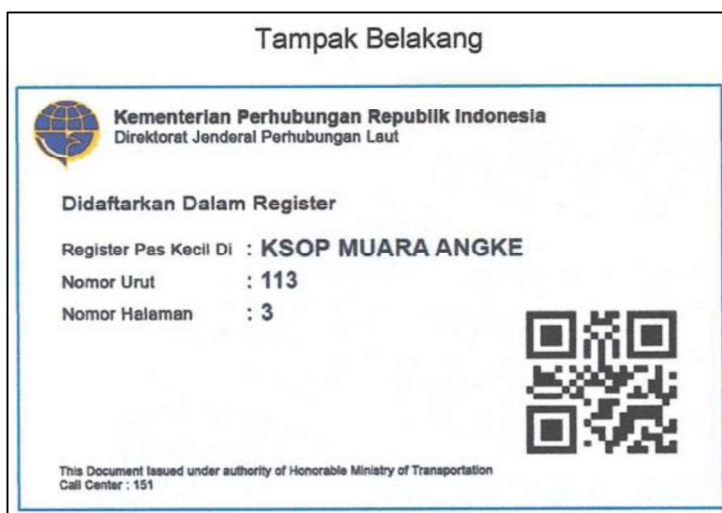 Tampak Belakang
Kementerian Perhubungan Republik Indonesia
Direktorat Jenderal Perhubungan Laut
Didaftarkan Dalam Register
Register Pas Kecil Di : KSOP MUARA ANGKE
Nomor Urut : 113
Nomor Halaman : 3
This Document Issued under authority of Honorable Ministry of Transportation
Call Center : 151